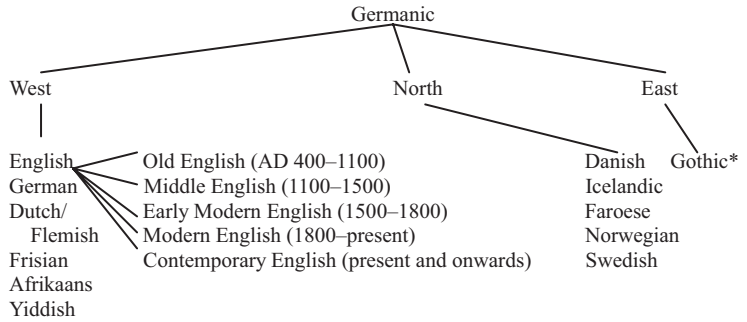 Germanic
West North East
English Old English (AD 400–1100) Danish Gothic*
German Middle English (1100–1500) Icelandic
Dutch/ Early Modern English (1500–1800) Faroese
Flemish Modern English (1800–present) Norwegian
Frisian Contemporary English (present and onwards) Swedish
Afrikaans
Yiddish